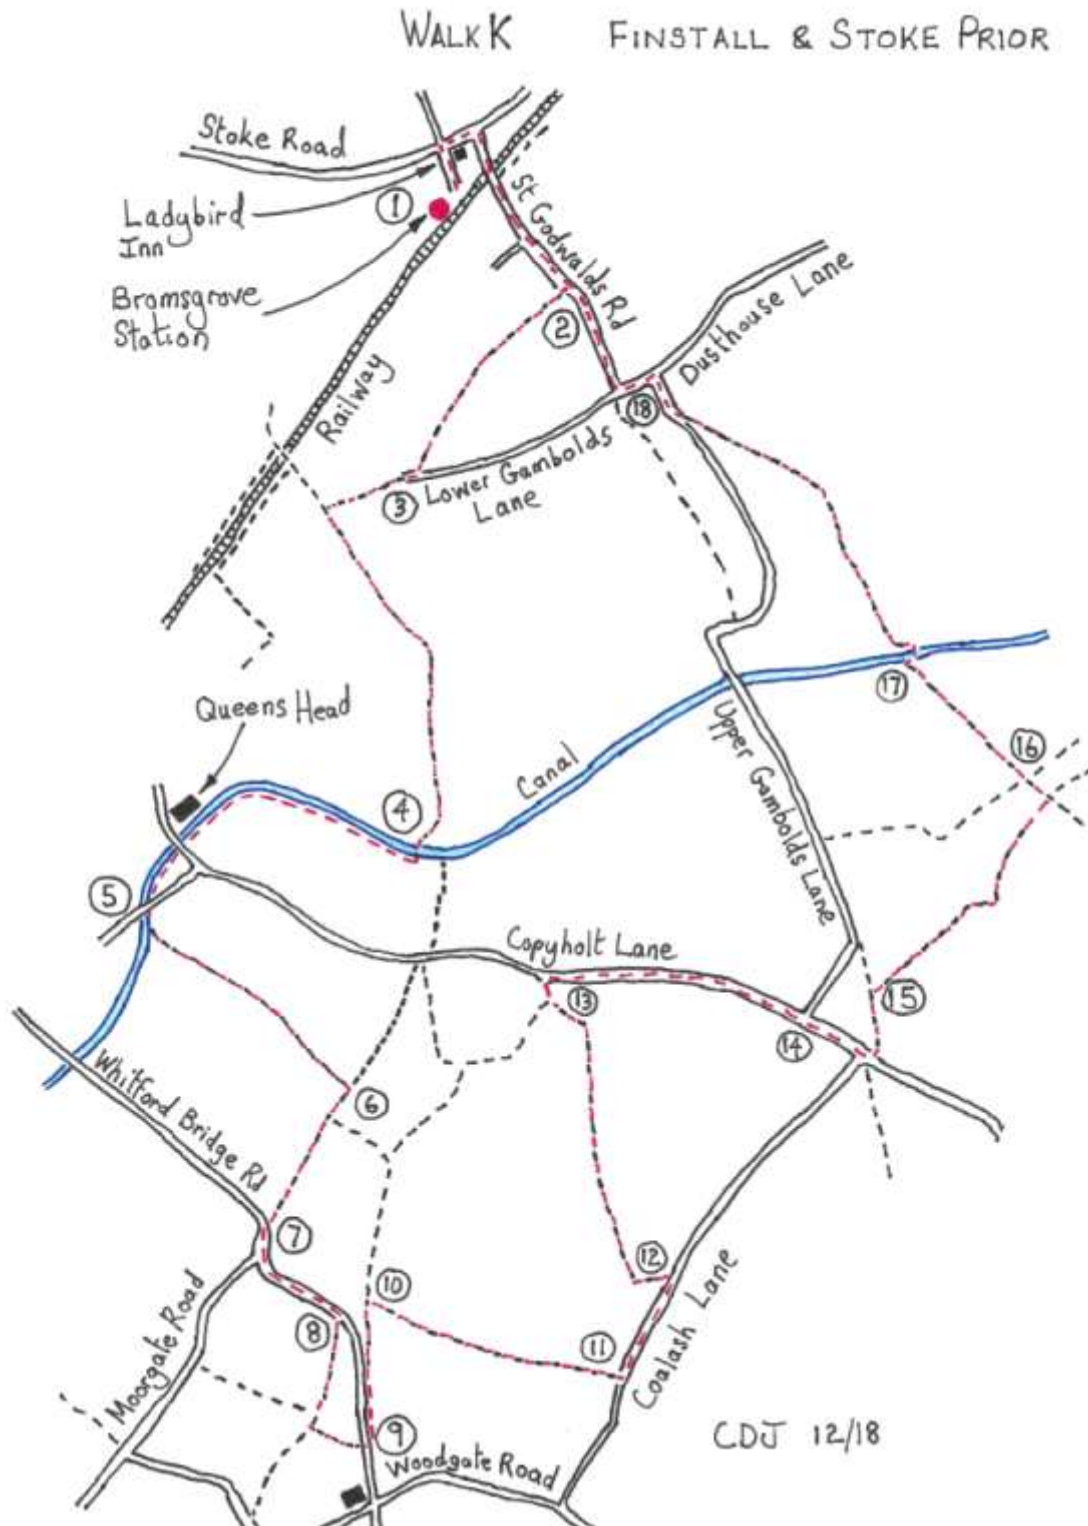 WALK K FINSTALL & STOKE PRIOR
Stoke Road
Ladybird
Inn
1
Bromsgrove
Station
St Godwalds Rd
2
Dusthouse Lane
Railway
18
Lower Gambolds
Lane
3
Queens Head
17
Canal
Upper Gambolds Lane
16
4
5
Copyholt Lane
13
15
14
Whitford Bridge Rd
6
7
12
10
Moorgate Road
8
11
Coalash Lane
9
Woodgate Road
CDJ 12/18